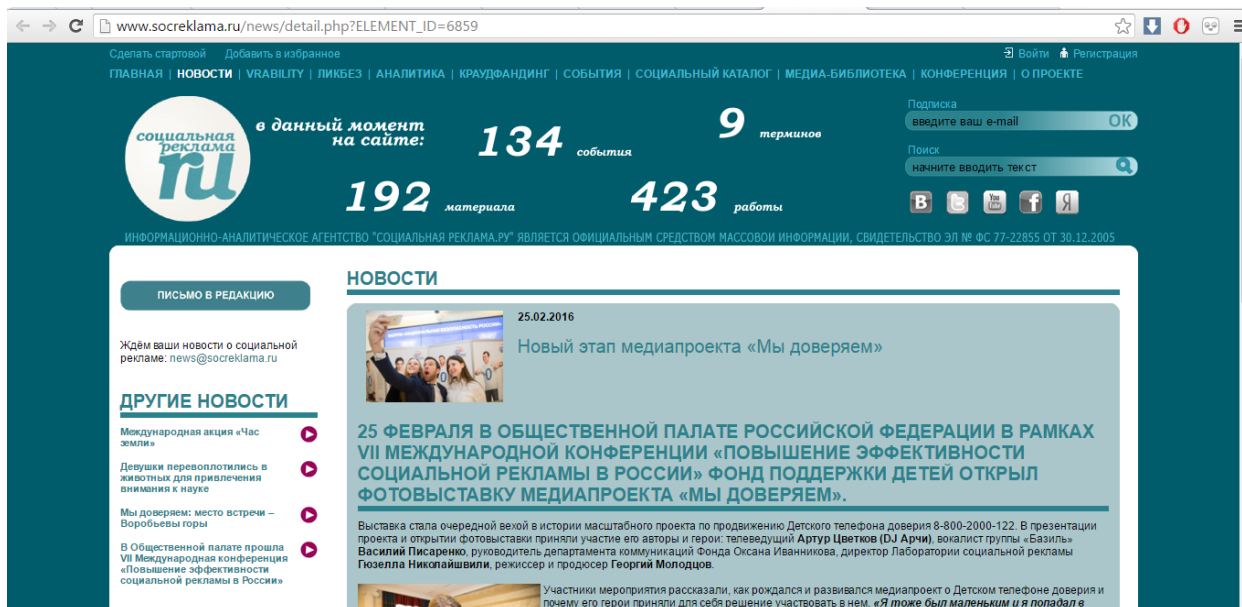 www.socreklama.ru/news/detail.php?ELEMENT_ID=6859
Сделать стартовой Добавить в избранное Войти Регистрация
ГЛАВНАЯ | НОВОСТИ | VRABILITY | ЛИКБЕЗ | АНАЛИТИКА | КРАУДФАНДИНГ | СОБЫТИЯ | СОЦИАЛЬНЫЙ КАТАЛОГ | МЕДИА-БИБЛИОТЕКА | КОНФЕРЕНЦИЯ | О ПРОЕКТЕ
социальная
реклама
ru
в данный момент
на сайте:
134 события
9 терминов
192 материала
423 работы
Подписка
введите ваш e-mail OK
Поиск
начните вводить текст
ИНФОРМАЦИОННО-АНАЛИТИЧЕСКОЕ АГЕНТСТВО "СОЦИАЛЬНАЯ РЕКЛАМА.РУ" ЯВЛЯЕТСЯ ОФИЦИАЛЬНЫМ СРЕДСТВОМ МАССОВОЙ ИНФОРМАЦИИ, СВИДЕТЕЛЬСТВО ЭЛ № ФС 77-22855 ОТ 30.12.2005
ПИСЬМО В РЕДАКЦИЮ
Ждём ваши новости о социальной
рекламе: news@socreklama.ru
ДРУГИЕ НОВОСТИ
Международная акция «Час
земли»
Девушки перевоплотились в
животных для привлечения
внимания к науке
Мы доверяем: место встречи –
Воробьевы горы
В Общественной палате прошла
VII Международная конференция
«Повышение эффективности
социальной рекламы в России»
НОВОСТИ
25.02.2016
Новый этап медиапроекта «Мы доверяем»
25 ФЕВРАЛЯ В ОБЩЕСТВЕННОЙ ПАЛАТЕ РОССИЙСКОЙ ФЕДЕРАЦИИ В РАМКАХ
VII МЕЖДУНАРОДНОЙ КОНФЕРЕНЦИИ «ПОВЫШЕНИЕ ЭФФЕКТИВНОСТИ
СОЦИАЛЬНОЙ РЕКЛАМЫ В РОССИИ» ФОНД ПОДДЕРЖКИ ДЕТЕЙ ОТКРЫЛ
ФОТОВЫСТАВКУ МЕДИАПРОЕКТА «МЫ ДОВЕРЯЕМ».
Выставка стала очередной вехой в истории масштабного проекта по продвижению Детского телефона доверия 8-800-2000-122. В презентации
проекта и открытии фотовыставки приняли участие его авторы и герои: телеведущий Артур Цветков (DJ Арчи), вокалист группы «Базиль»
Василий Писаренко, руководитель департамента коммуникаций Фонда Оксана Иванникова, директор Лаборатории социальной рекламы
Гюзелла Николайшвили, режиссер и продюсер Георгий Молодцов.
Участники мероприятия рассказали, как рождался и развивался медиапроект о Детском телефоне доверия и
почему его герои приняли для себя решение участвовать в нем. «Я тоже был маленьким и я попадал в